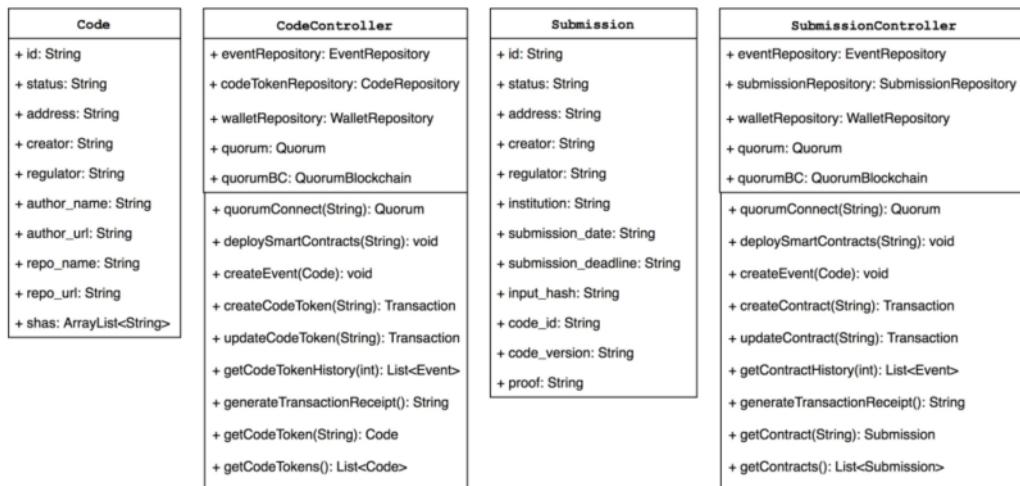 Code
+ id: String
+ status: String
+ address: String
+ creator: String
+ regulator: String
+ author_name: String
+ author_url: String
+ repo_name: String
+ repo_url: String
+ shas: ArrayList<String>
CodeController
+ eventRepository: EventRepository
+ codeTokenRepository: CodeRepository
+ walletRepository: WalletRepository
+ quorum: Quorum
+ quorumBC: QuorumBlockchain
+ quorumConnect(String): Quorum
+ deploySmartContracts(String): void
+ createEvent(Code): void
+ createCodeToken(String): Transaction
+ updateCodeToken(String): Transaction
+ getCodeTokenHistory(int): List<Event>
+ generateTransactionReceipt(): String
+ getCodeToken(String): Code
+ getCodeTokens(): List<Code>
Submission
+ id: String
+ status: String
+ address: String
+ creator: String
+ regulator: String
+ institution: String
+ submission_date: String
+ submission_deadline: String
+ input_hash: String
+ code_id: String
+ code_version: String
+ proof: String
SubmissionController
+ eventRepository: EventRepository
+ submissionRepository: SubmissionRepository
+ walletRepository: WalletRepository
+ quorum: Quorum
+ quorumBC: QuorumBlockchain
+ quorumConnect(String): Quorum
+ deploySmartContracts(String): void
+ createEvent(Code): void
+ createContract(String): Transaction
+ updateContract(String): Transaction
+ getContractHistory(int): List<Event>
+ generateTransactionReceipt(): String
+ getContract(String): Submission
+ getContracts(): List<Submission>